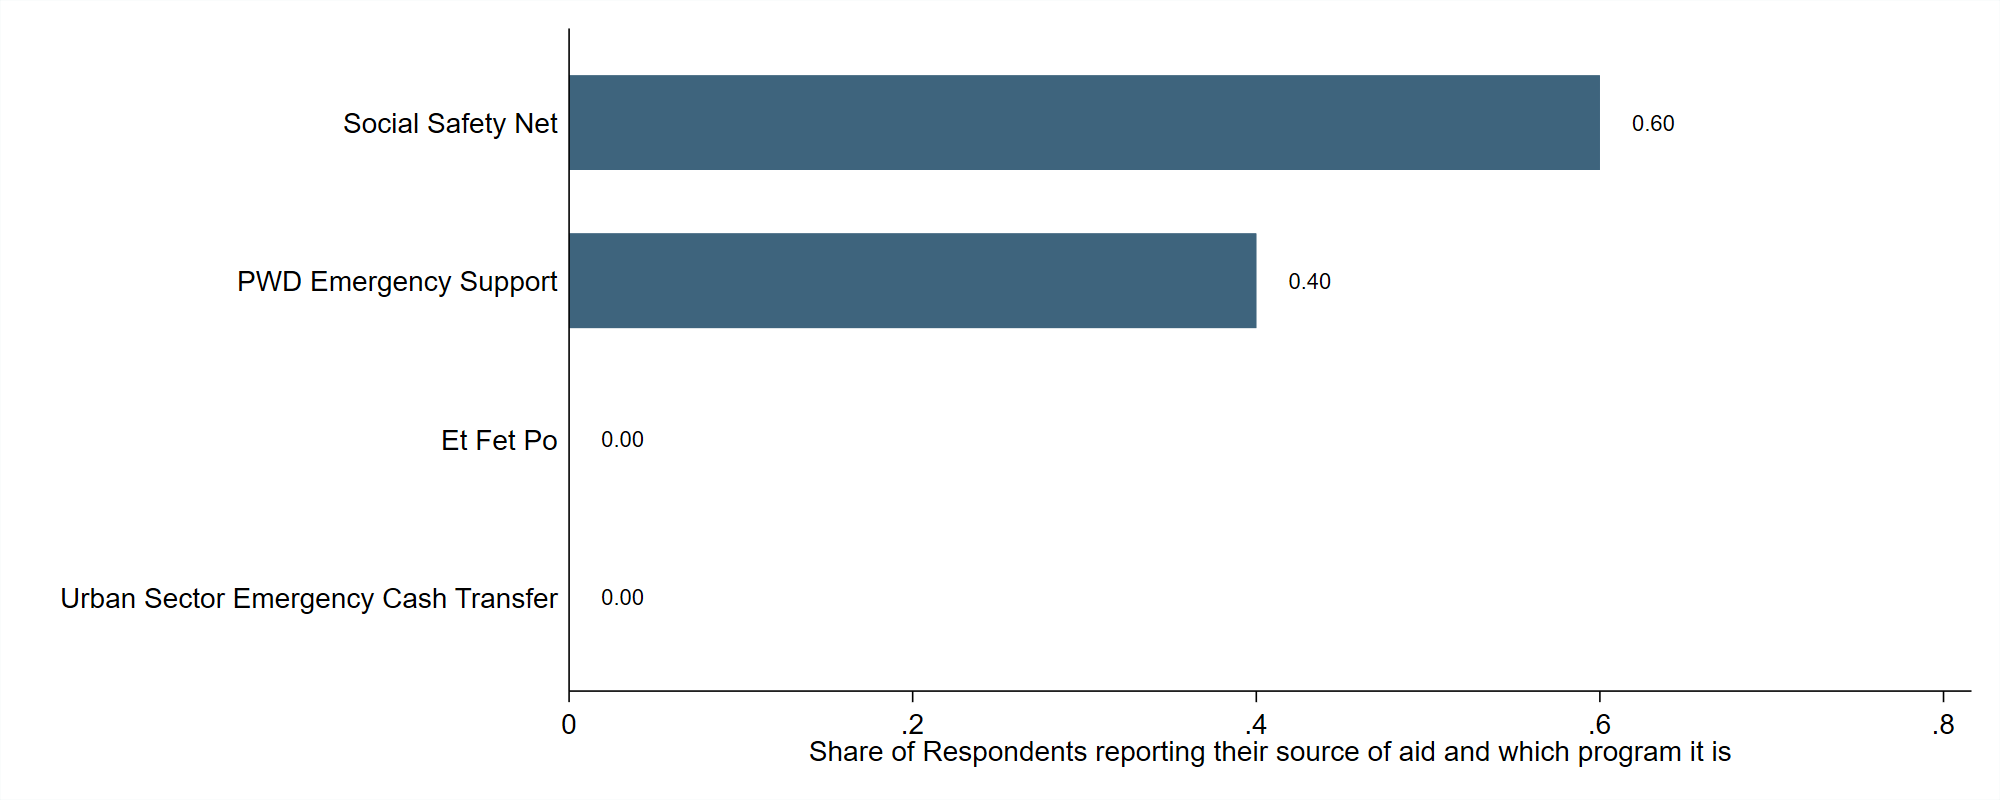 Social Safety Net
0.60
PWD Emergency Support
0.40
Et Fet Po
0.00
Urban Sector Emergency Cash Transfer
0.00
0 .2 .4 .6 .8
Share of Respondents reporting their source of aid and which program it is